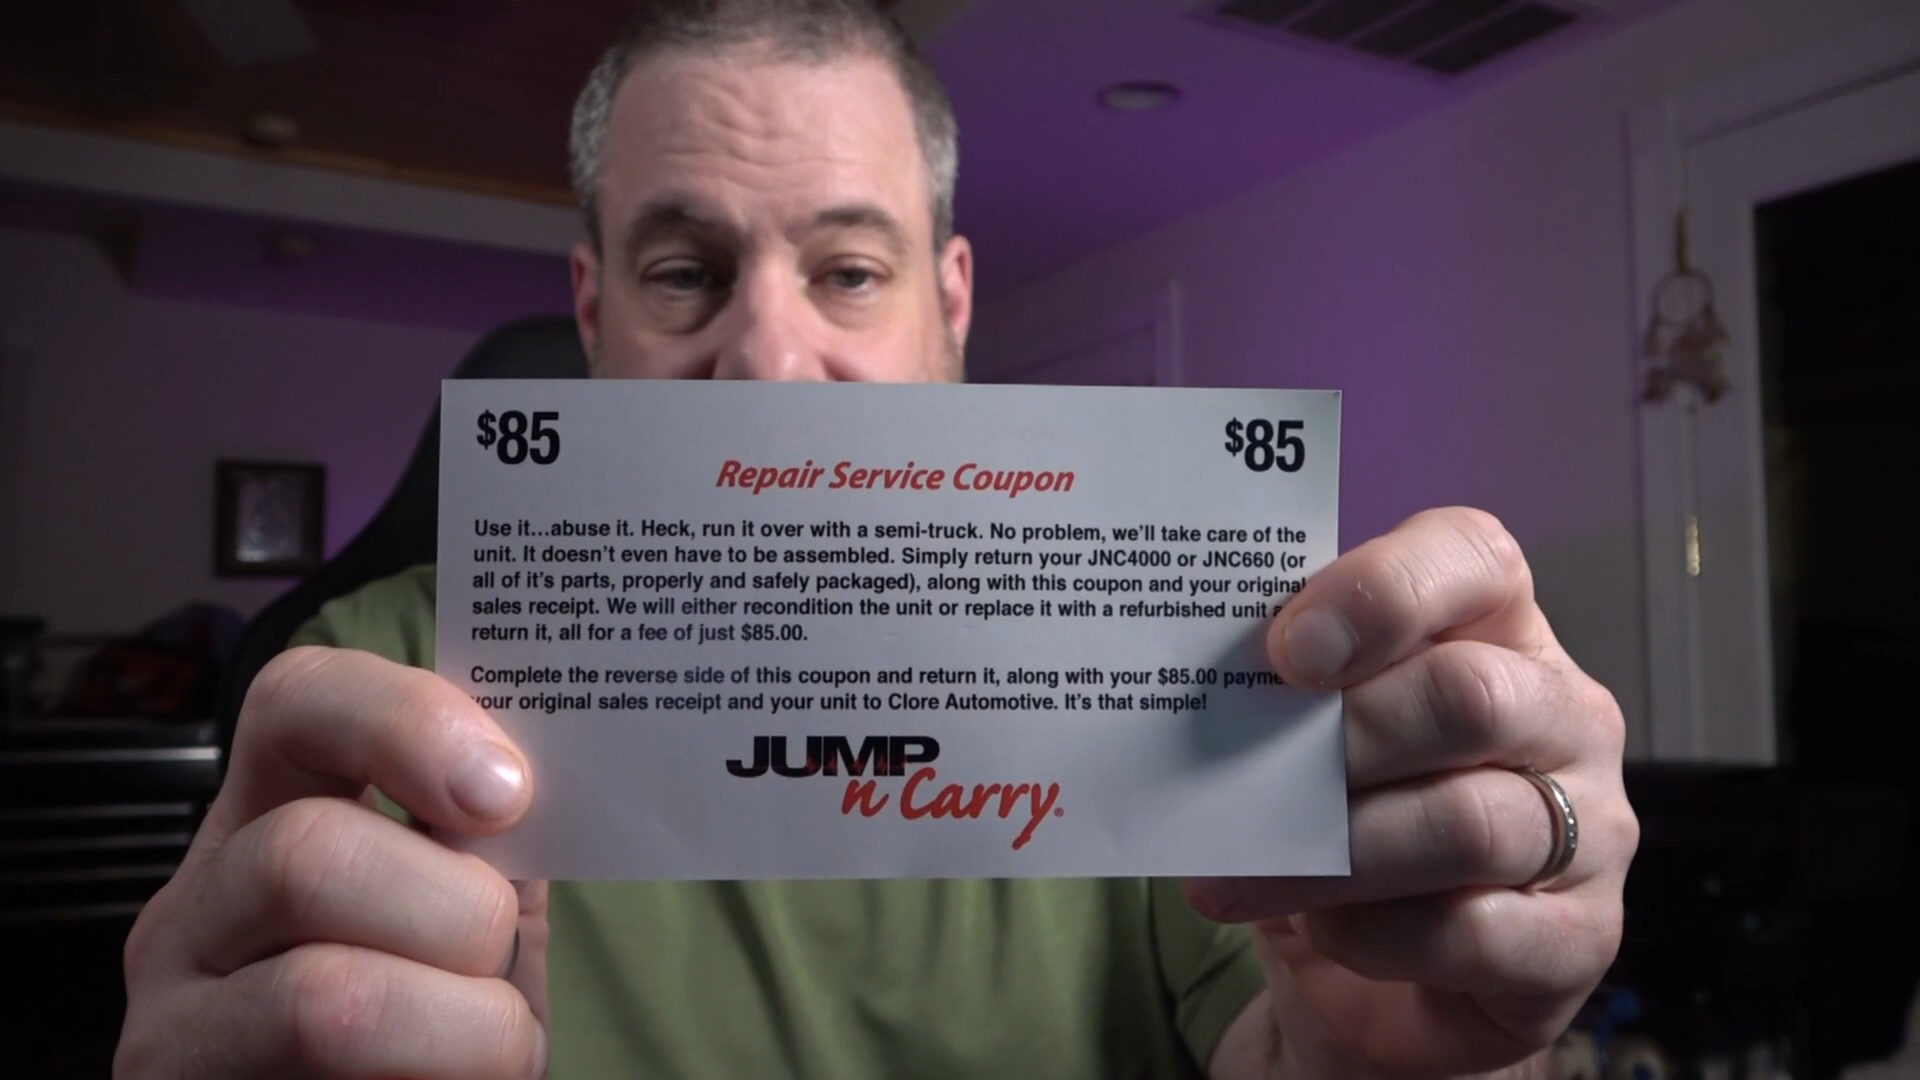 $85
$85
Repair Service Coupon
Use it...abuse it. Heck, run it over with a semi-truck. No problem, we'll take care of the
unit. It doesn't even have to be assembled. Simply return your JNC4000 or JNC660 (or
all of it's parts, properly and safely packaged), along with this coupon and your original
sales receipt. We will either recondition the unit or replace it with a refurbished unit
return it, all for a fee of just $85.00.
Complete the reverse side of this coupon and return it, along with your $85.00
your original sales receipt and your unit to Clore Automotive. It's that simple!
JUMP
n Carry®